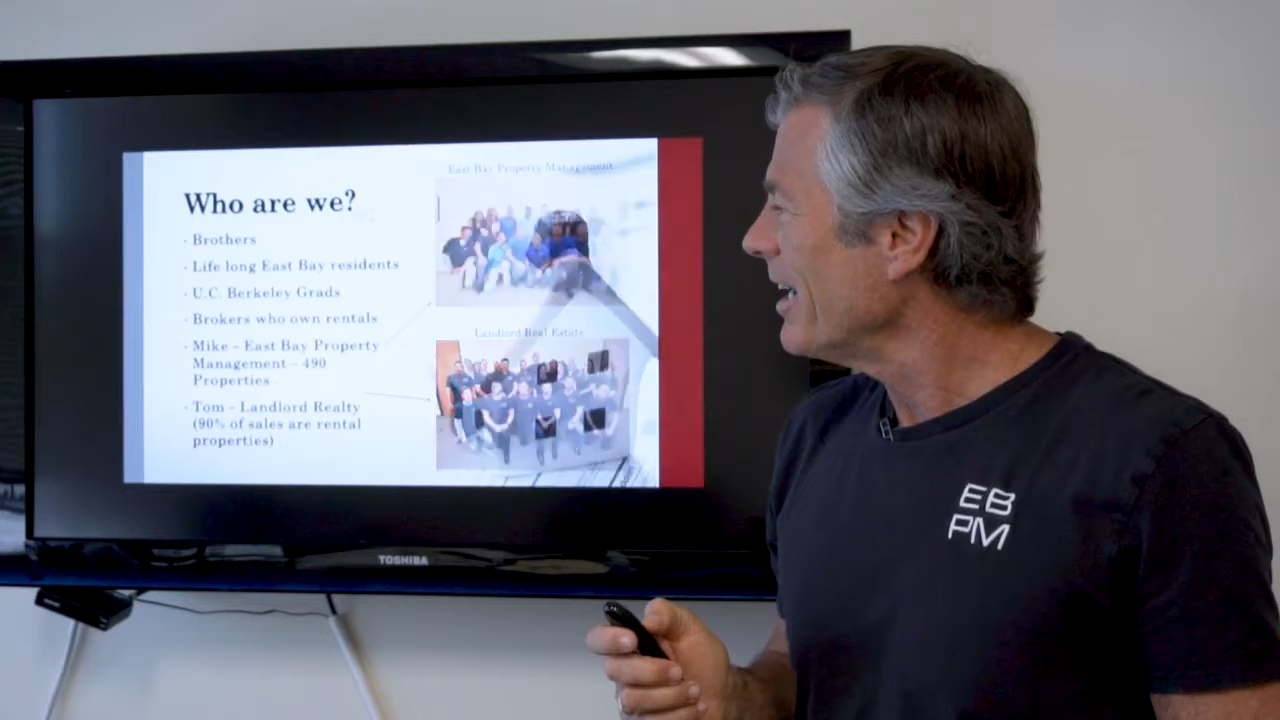 East Bay Property Management
Who are we?
- Brothers
- Life long East Bay residents
- U.C. Berkeley Grads
- Brokers who own rentals
- Mike – East Bay Property
Management – 490
Properties
- Tom – Landlord Realty
(90% of sales are rental
properties)
Landlord Real Estate
TOSHIBA
EB
PM